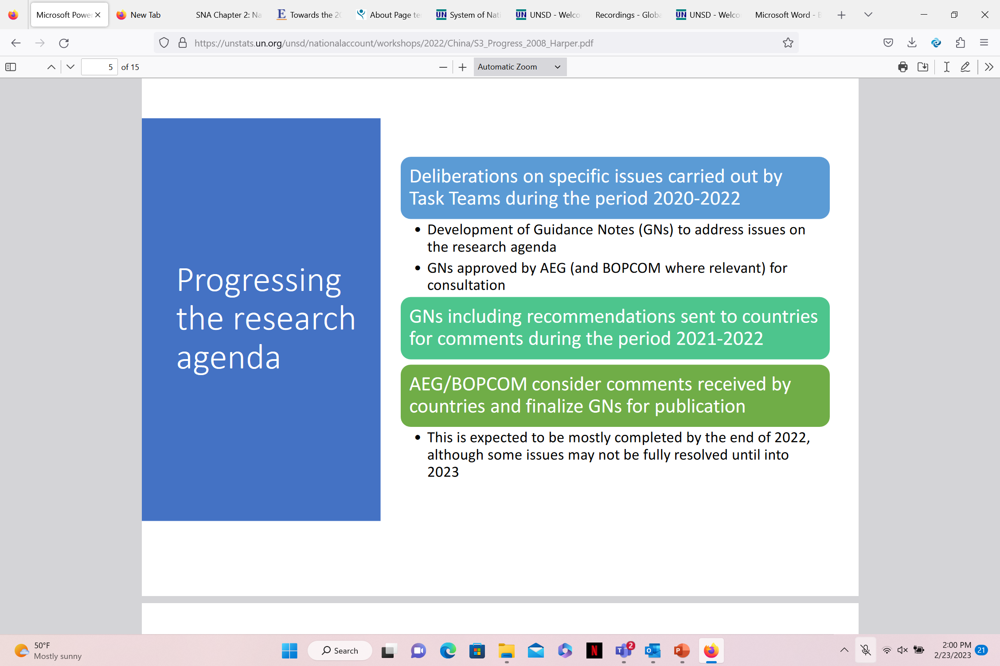 Microsoft Power
New Tab
SNA Chapter 2: Na
E Towards the 20
About Page te
UN System of Nati
UN UNSD - Welco
Recordings - Globa
UN UNSD - Welco
Microsoft Word -
https://unstats.un.org/unsd/nationalaccount/workshops/2022/China/S3_Progress_2008_Harper.pdf
5 of 15
Automatic Zoom
Progressing
the research
agenda
Deliberations on specific issues carried out by
Task Teams during the period 2020-2022
• Development of Guidance Notes (GNs) to address issues on
the research agenda
• GNs approved by AEG (and BOPCOM where relevant) for
consultation
GNs including recommendations sent to countries
for comments during the period 2021-2022
AEG/BOPCOM consider comments received by
countries and finalize GNs for publication
• This is expected to be mostly completed by the end of 2022,
although some issues may not be fully resolved until into
2023
50°F
Mostly sunny
Search
N
T 2
O
P
2:00 PM
2/23/2023
21